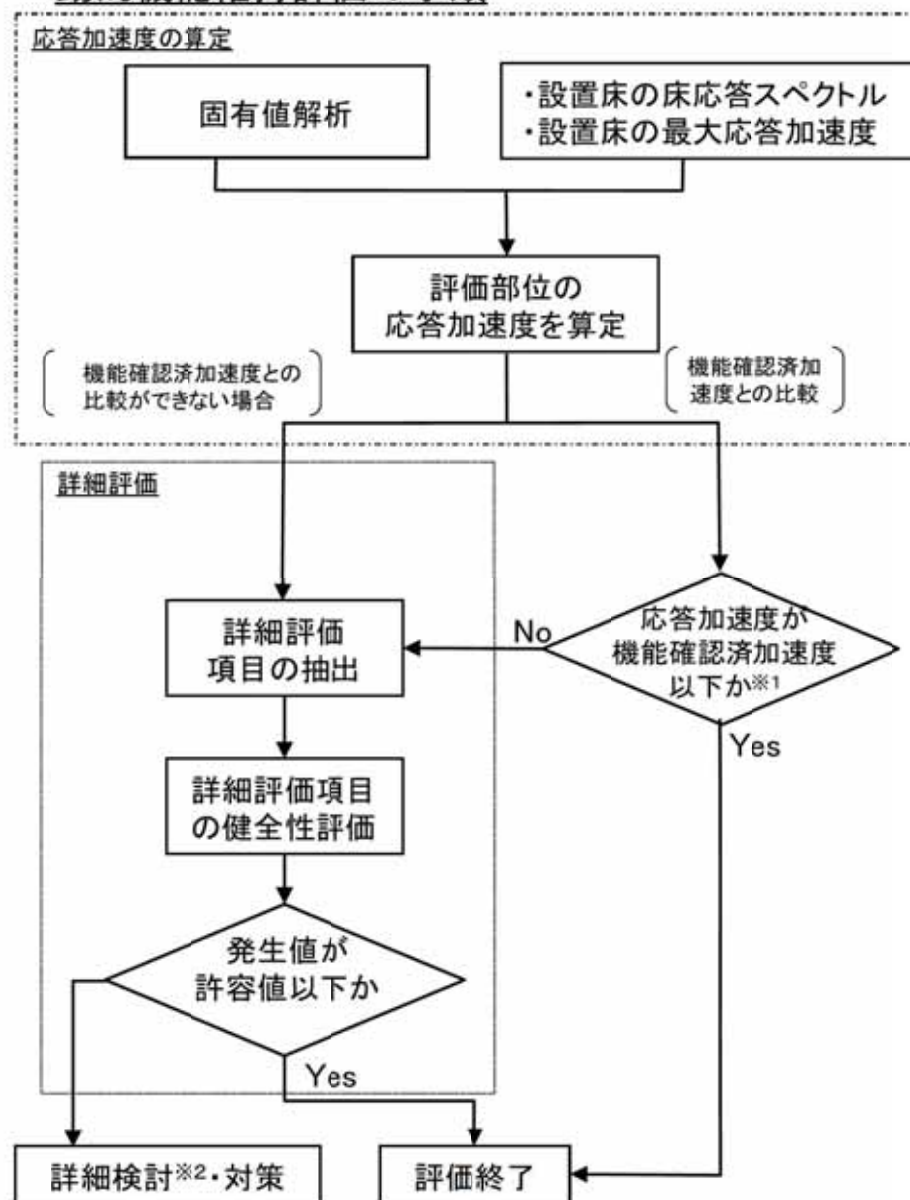 応答加速度の算定
固有値解析
・設置床の床応答スペクトル
・設置床の最大応答加速度
評価部位の
応答加速度を算定
機能確認済加速度との
比較ができない場合
機能確認済加
速度との比較
詳細評価
詳細評価
項目の抽出
No
応答加速度が
機能確認済加速度
以下か※1
Yes
詳細評価項目
の健全性評価
発生値が
許容値以下か
Yes
詳細検討※2・対策
評価終了